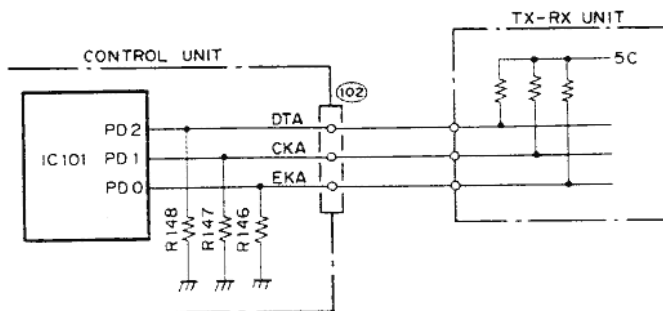 TX-RX UNIT
CONTROL UNIT
5C
102
DTA
PD2
CKA
IC101
PD1
EKA
PD0
R148
R147
R146